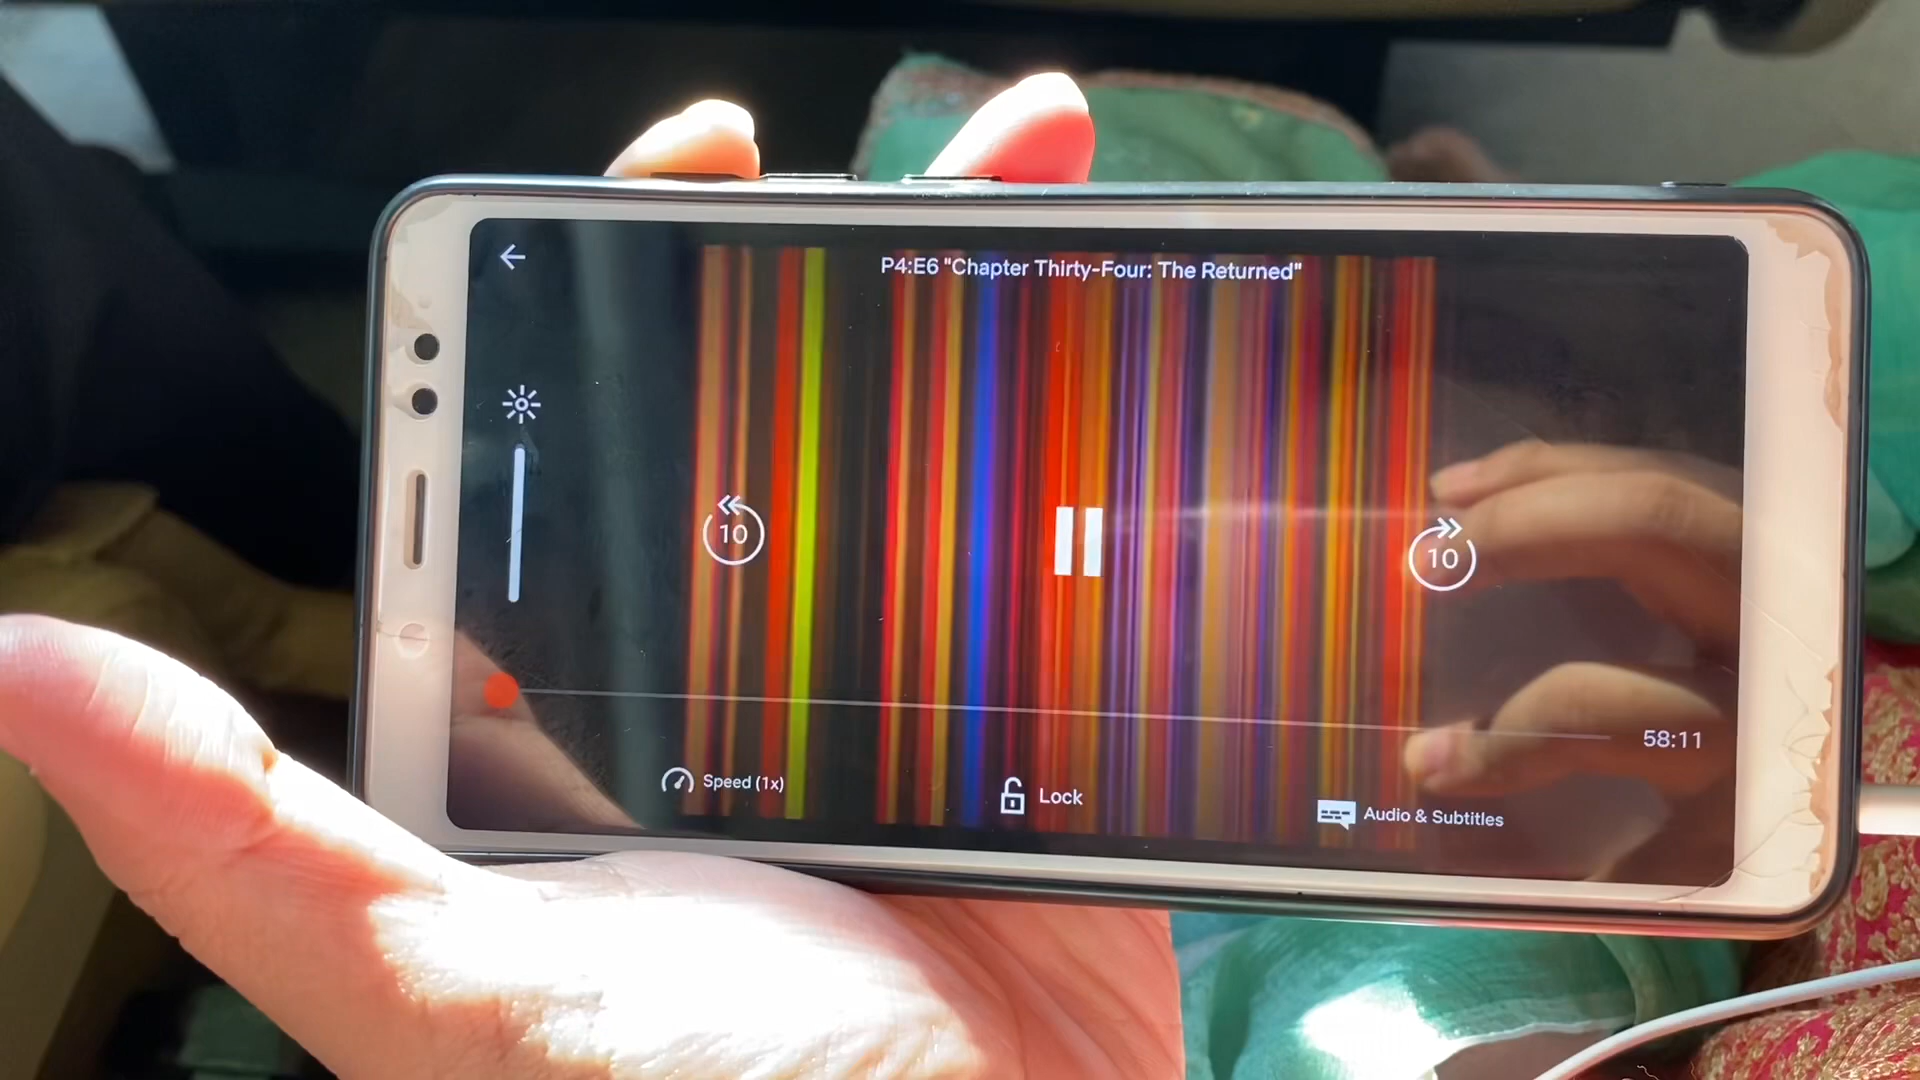 P4:E6 "Chapter Thirty-Four: The Returned"
10
10
58:11
Speed (1x)
Lock
Audio & Subtitles